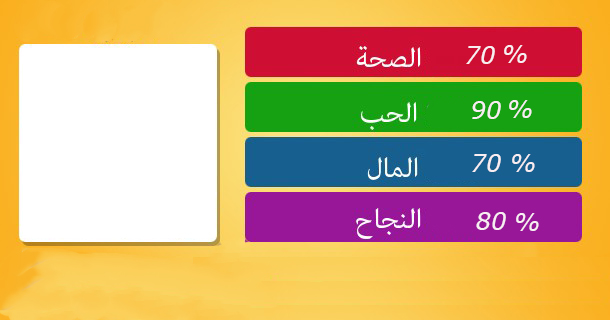 الصحة 70 %
الحب 90 %
المال 70 %
النجاح 80 %